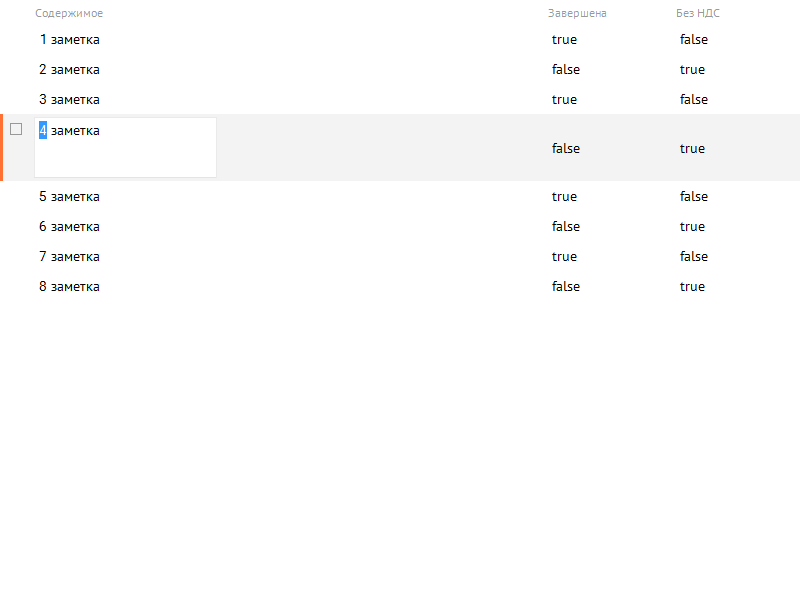 Содержимое Завершена Без НДС
1 заметка true false
2 заметка false true
3 заметка true false
4 заметка false true
5 заметка true false
6 заметка false true
7 заметка true false
8 заметка false true